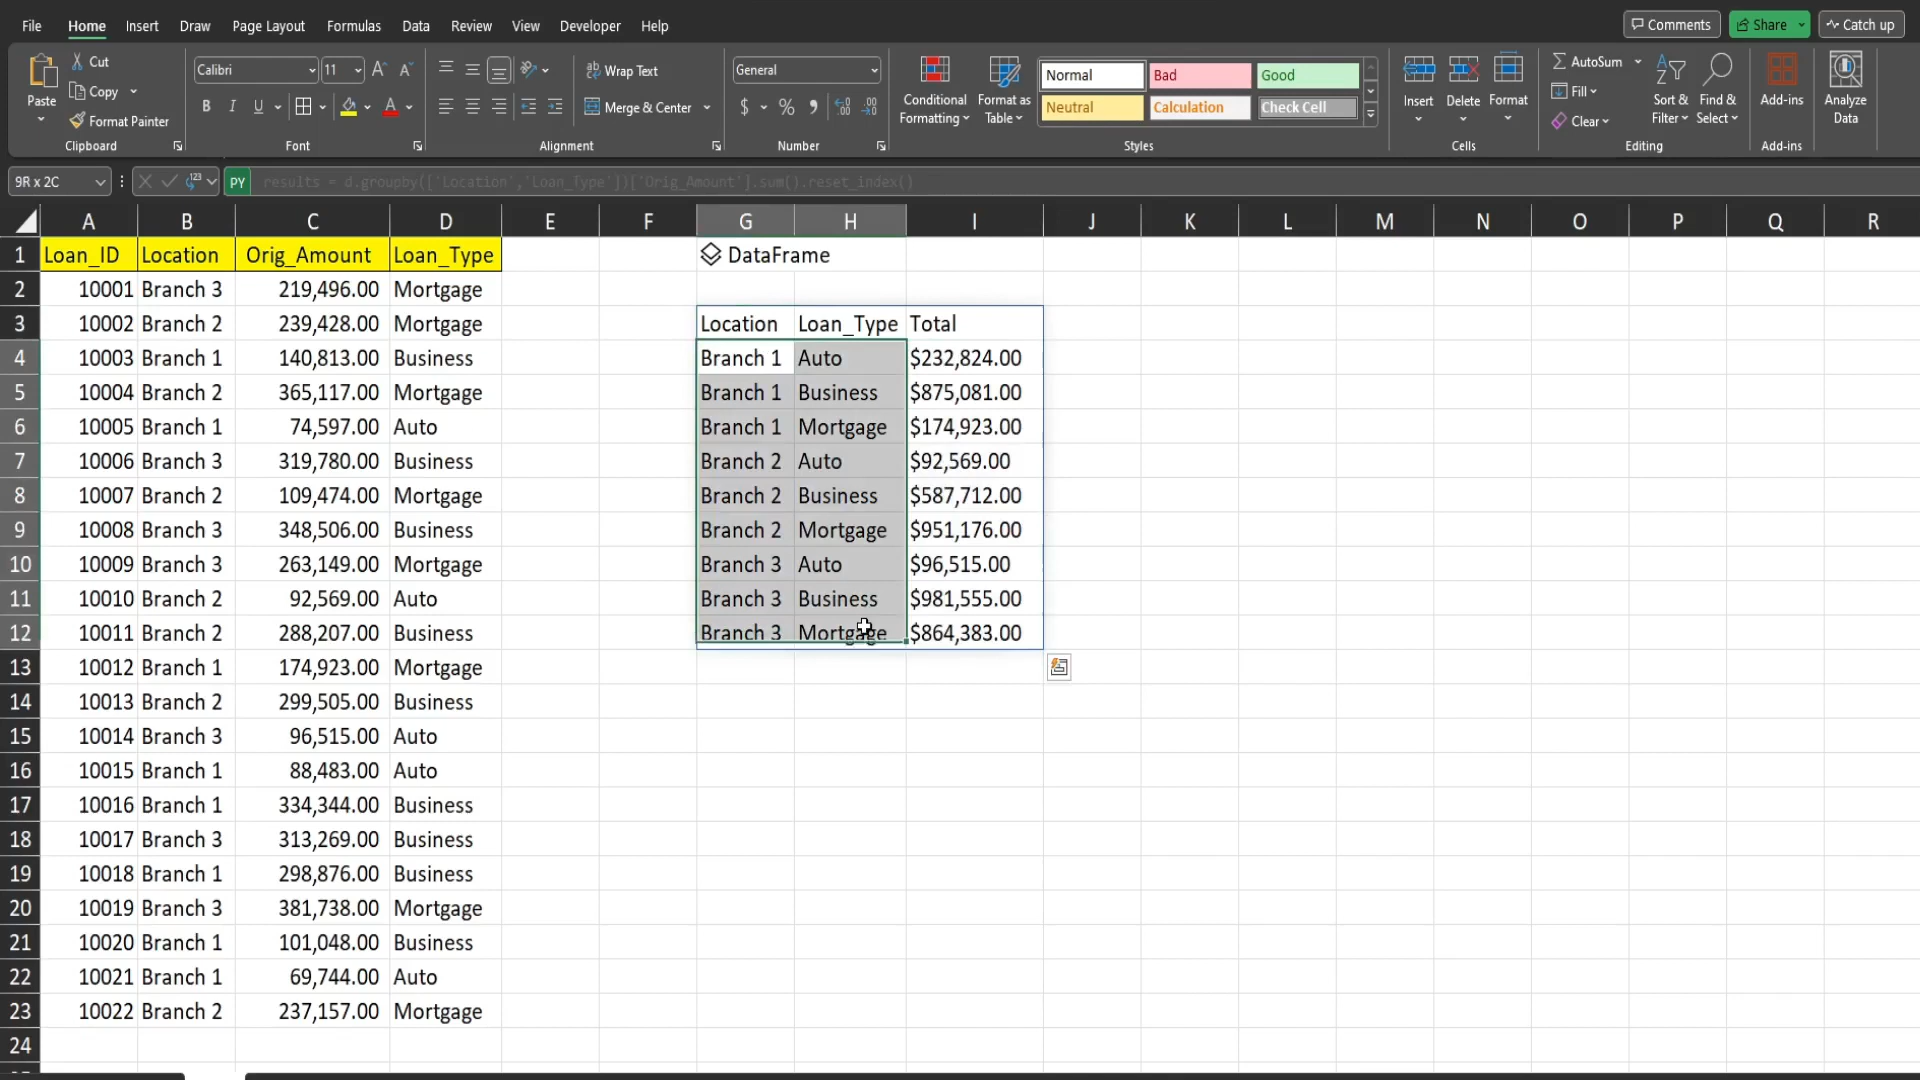 File Home Insert Draw Page Layout Formulas Data Review View Developer Help Comments Share Catch up
Paste Cut Copy Format Painter Clipboard
Calibri 11 B I U A Font
Wrap Text Merge & Center Alignment
General $ % Number
Conditional Formatting Format as Table Normal Bad Good Neutral Calculation Check Cell Styles
Insert Delete Format Cells
AutoSum Fill Clear Sort & Filter Find & Select Editing
Add-ins Add-ins
Analyze Data
9R x 2C 123 PY results = d.groupby(['Location','Loan_Type'])['Orig_Amount'].sum().reset_index()
A B C D E F G H I J K L M N O P Q R
1 Loan_ID Location Orig_Amount Loan_Type DataFrame
2 10001 Branch 3 219,496.00 Mortgage
3 10002 Branch 2 239,428.00 Mortgage Location Loan_Type Total
4 10003 Branch 1 140,813.00 Business Branch 1 Auto $232,824.00
5 10004 Branch 2 365,117.00 Mortgage Branch 1 Business $875,081.00
6 10005 Branch 1 74,597.00 Auto Branch 1 Mortgage $174,923.00
7 10006 Branch 3 319,780.00 Business Branch 2 Auto $92,569.00
8 10007 Branch 2 109,474.00 Mortgage Branch 2 Business $587,712.00
9 10008 Branch 3 348,506.00 Business Branch 2 Mortgage $951,176.00
10 10009 Branch 3 263,149.00 Mortgage Branch 3 Auto $96,515.00
11 10010 Branch 2 92,569.00 Auto Branch 3 Business $981,555.00
12 10011 Branch 2 288,207.00 Business Branch 3 Mortgage $864,383.00
13 10012 Branch 1 174,923.00 Mortgage
14 10013 Branch 2 299,505.00 Business
15 10014 Branch 3 96,515.00 Auto
16 10015 Branch 1 88,483.00 Auto
17 10016 Branch 1 334,344.00 Business
18 10017 Branch 3 313,269.00 Business
19 10018 Branch 1 298,876.00 Business
20 10019 Branch 3 381,738.00 Mortgage
21 10020 Branch 1 101,048.00 Business
22 10021 Branch 1 69,744.00 Auto
23 10022 Branch 2 237,157.00 Mortgage
24